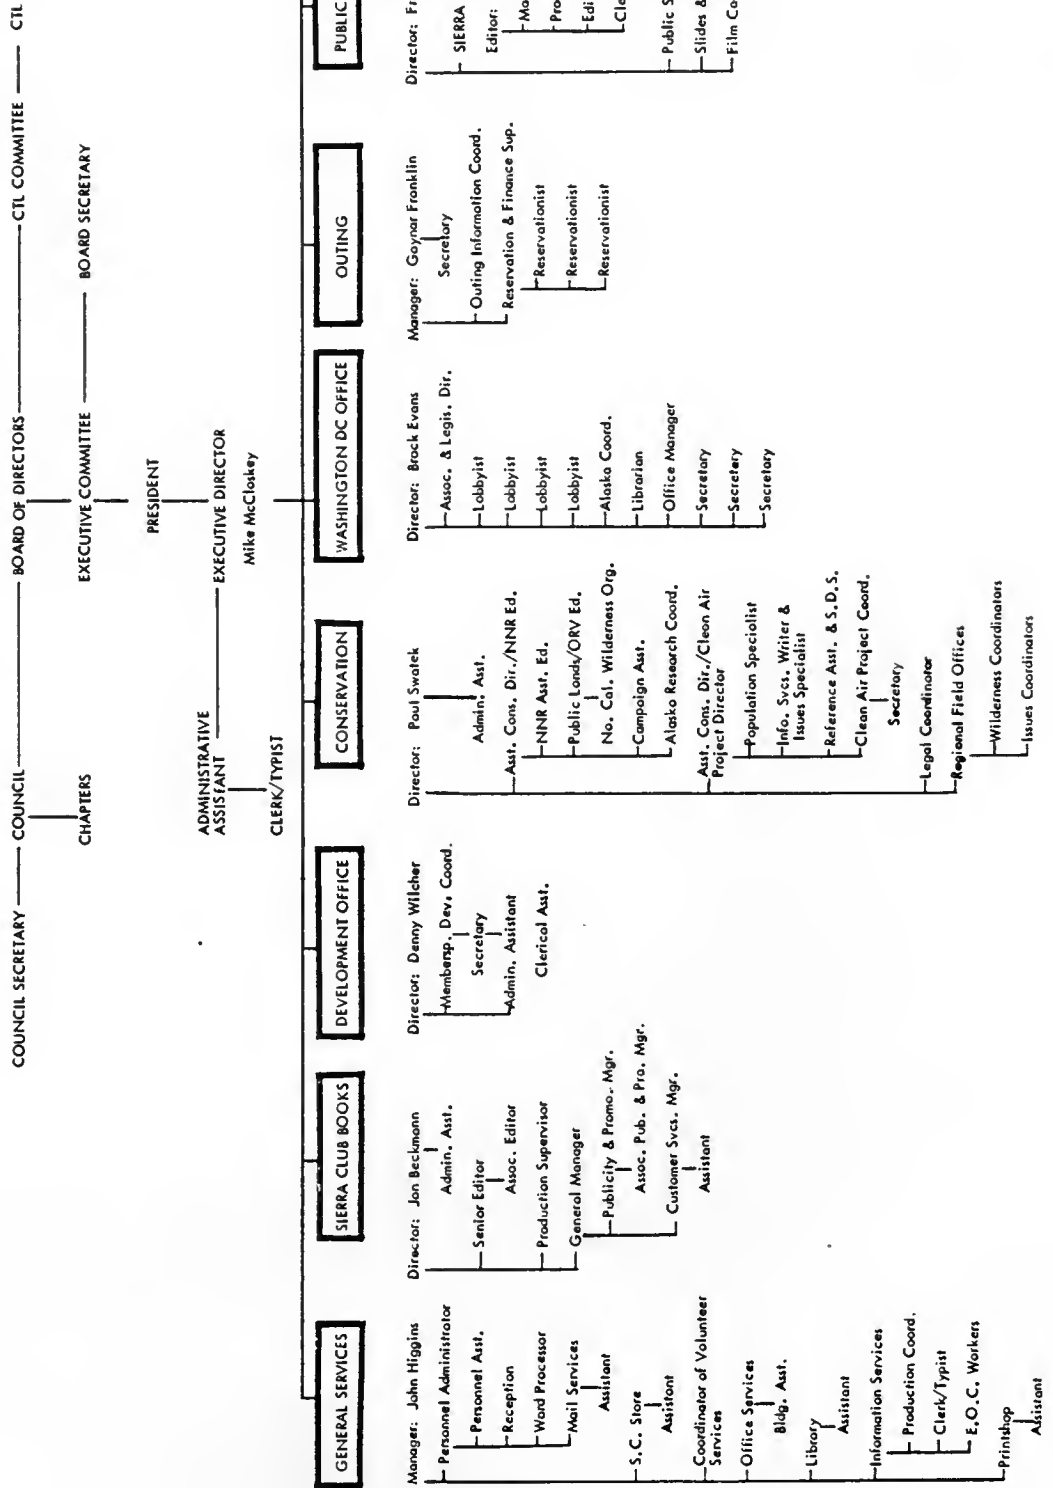 COUNCIL SECRETARY COUNCIL BOARD OF DIRECTORS CTL COMMITTEE CTL
CHAPTERS
EXECUTIVE COMMITTEE BOARD SECRETARY
PRESIDENT
ADMINISTRATIVE
ASSISTANT EXECUTIVE DIRECTOR
Mike McCloskey
CLERK/TYPIST
GENERAL SERVICES
Manager: John Higgins
Personnel Administrator
Personnel Asst.
Reception
Word Processor
Mail Services
Assistant
S.C. Store
Assistant
Coordinator of Volunteer
Services
Office Services
Bldg. Asst.
Library
Assistant
Information Services
Production Coord.
Clerk/Typist
E.O.C. Workers
Printshop
Assistant
SIERRA CLUB BOOKS
Director: Jon Beckmann
Admin. Asst.
Senior Editor
Assoc. Editor
Production Supervisor
General Manager
Publicity & Promo. Mgr.
Assoc. Pub. & Pro. Mgr.
Customer Svcs. Mgr.
Assistant
DEVELOPMENT OFFICE
Director: Denny Wilcher
Membersp. Dev. Coord.
Secretary
Admin. Assistant
Clerical Asst.
CONSERVATION
Director: Paul Swatek
Admin. Asst.
Asst. Cons. Dir./NNR Ed.
NNR Asst. Ed.
Public Lands/ORV Ed.
No. Cal. Wilderness Org.
Campaign Asst.
Alaska Research Coord.
Asst. Cons. Dir./Clean Air
Project Director
Population Specialist
Info. Svcs. Writer &
Issues Specialist
Reference Asst. & S.D.S.
Clean Air Project Coord.
Secretary
Legal Coordinator
Regional Field Offices
Wilderness Coordinators
Issues Coordinators
WASHINGTON DC OFFICE
Director: Brock Evans
Assoc. & Legis. Dir.
Lobbyist
Lobbyist
Lobbyist
Lobbyist
Alaska Coord.
Librarian
Office Manager
Secretary
Secretery
Secretary
OUTING
Manager: Goynar Franklin
Secretary
Outing Information Coord.
Reservation & Finance Sup.
Reservationist
Reservationist
Reservationist
PUBLIC
Director: Fr
SIERRA
Editor:
Ma
Pro
Edi
Cle
Public S
Slides &
Film Co